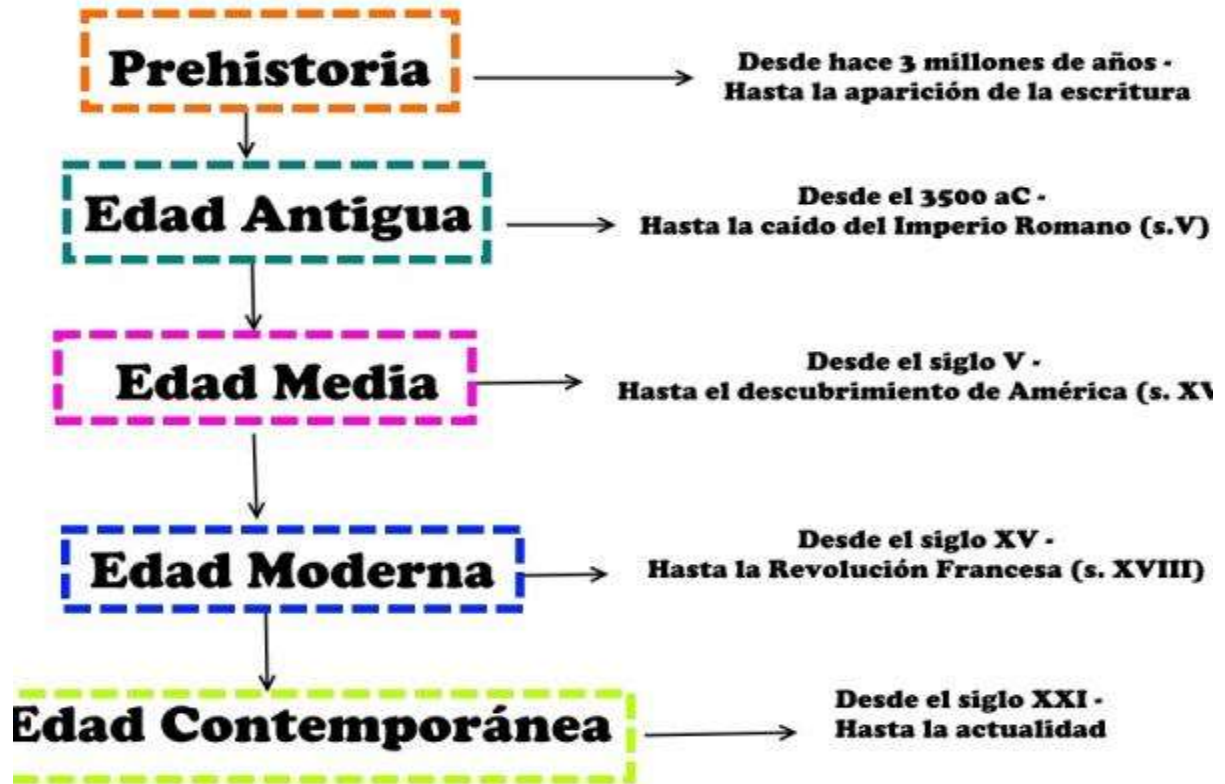 Prehistoria
Desde hace 3 millones de años -
Hasta la aparición de la escritura
Edad Antigua
Desde el 3500 aC -
Hasta la caído del Imperio Romano (s.V)
Edad Media
Desde el siglo V -
Hasta el descubrimiento de América (s. XV
Edad Moderna
Desde el siglo XV -
Hasta la Revolución Francesa (s. XVIII)
Edad Contemporánea
Desde el siglo XXI -
Hasta la actualidad